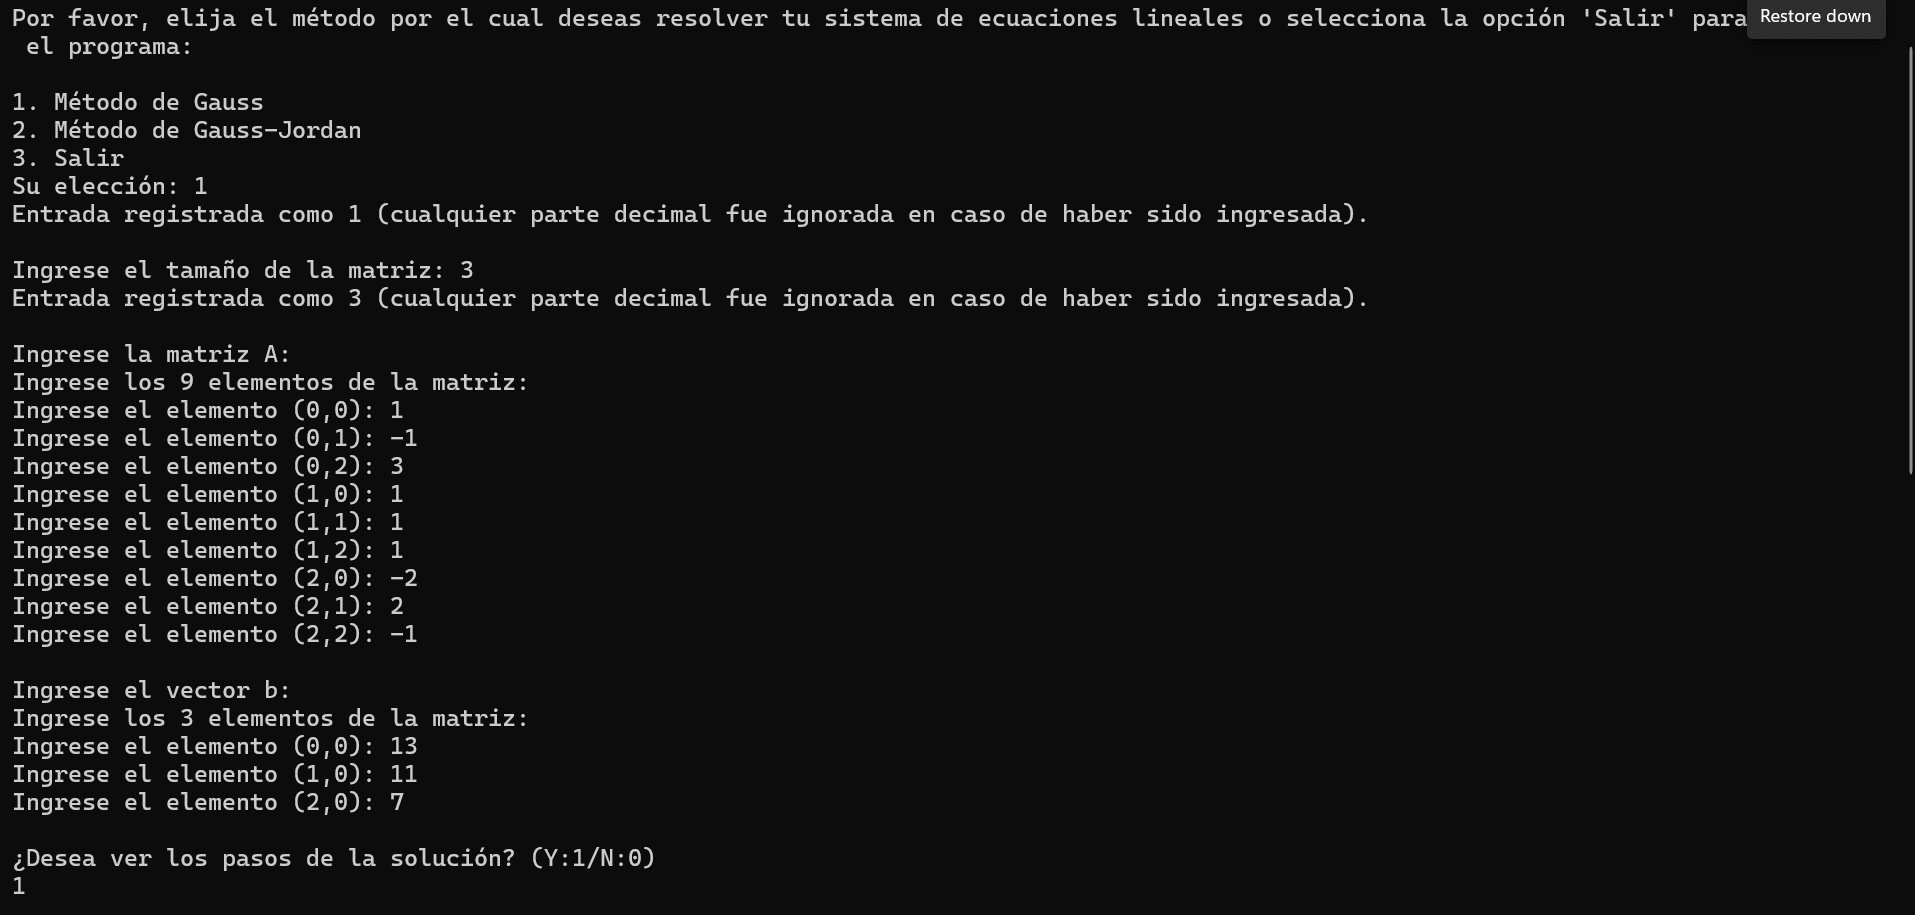 Por favor, elija el método por el cual deseas resolver tu sistema de ecuaciones lineales o selecciona la opción 'Salir' para
Restore down
el programa:
1. Método de Gauss
2. Método de Gauss-Jordan
3. Salir
Su elección: 1
Entrada registrada como 1 (cualquier parte decimal fue ignorada en caso de haber sido ingresada).
Ingrese el tamaño de la matriz: 3
Entrada registrada como 3 (cualquier parte decimal fue ignorada en caso de haber sido ingresada).
Ingrese la matriz A:
Ingrese los 9 elementos de la matriz:
Ingrese el elemento (0,0): 1
Ingrese el elemento (0,1): -1
Ingrese el elemento (0,2): 3
Ingrese el elemento (1,0): 1
Ingrese el elemento (1,1): 1
Ingrese el elemento (1,2): 1
Ingrese el elemento (2,0): -2
Ingrese el elemento (2,1): 2
Ingrese el elemento (2,2): -1
Ingrese el vector b:
Ingrese los 3 elementos de la matriz:
Ingrese el elemento (0,0): 13
Ingrese el elemento (1,0): 11
Ingrese el elemento (2,0): 7
¿Desea ver los pasos de la solución? (Y:1/N:0)
1